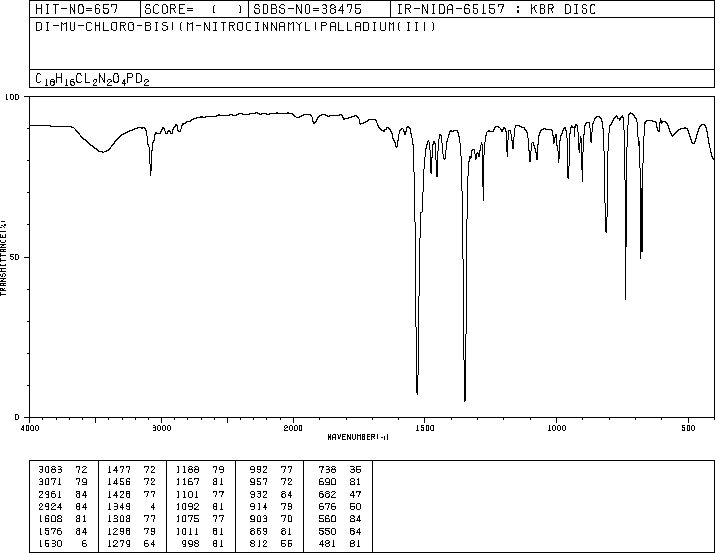 HIT-NO=657 SCORE= ( ) SDBS-NO=38475 IR-NIDA-65157 : KBR DISC
DI-MU-CHLORO-BIS((M-NITROCINNAMYL)PALLADIUM(II))
C18H16CL2N2O4PD2
100
50
0
TRANSMITTANCE(%)
4000 3000 2000 1500 1000 500
WAVENUMBER(-1)
3083 72 1477 72 1188 79 992 77 738 35
3071 79 1456 72 1167 81 957 72 690 81
2961 84 1428 77 1101 77 932 84 682 47
2924 84 1349 4 1092 81 914 79 676 50
1608 81 1308 77 1075 77 903 70 560 84
1576 84 1298 79 1011 81 869 81 550 84
1530 6 1279 64 998 81 812 55 481 81